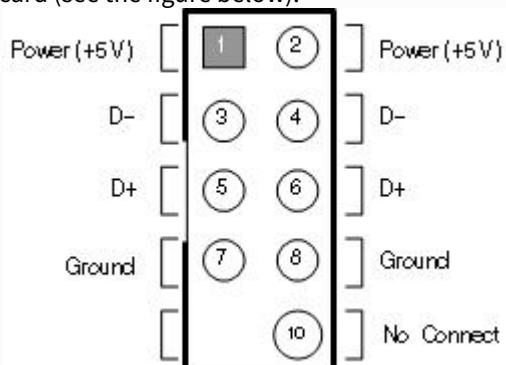 card (see the figure below).
Power (+5V) 1 2 Power (+5V)
D- 3 4 D-
D+ 5 6 D+
Ground 7 8 Ground
10 No Connect